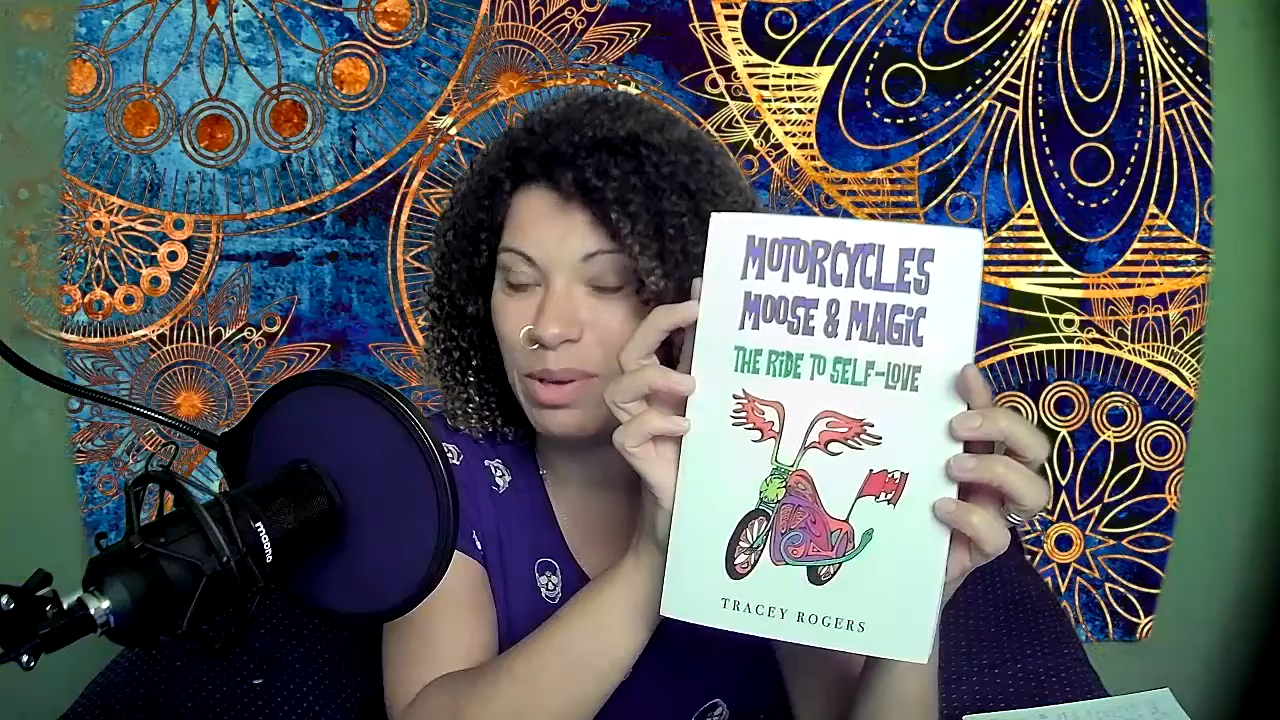 MOTORCYCLES
MOOSE & MAGIC
THE RIDE TO SELF-LOVE
TRACEY ROGERS
maono